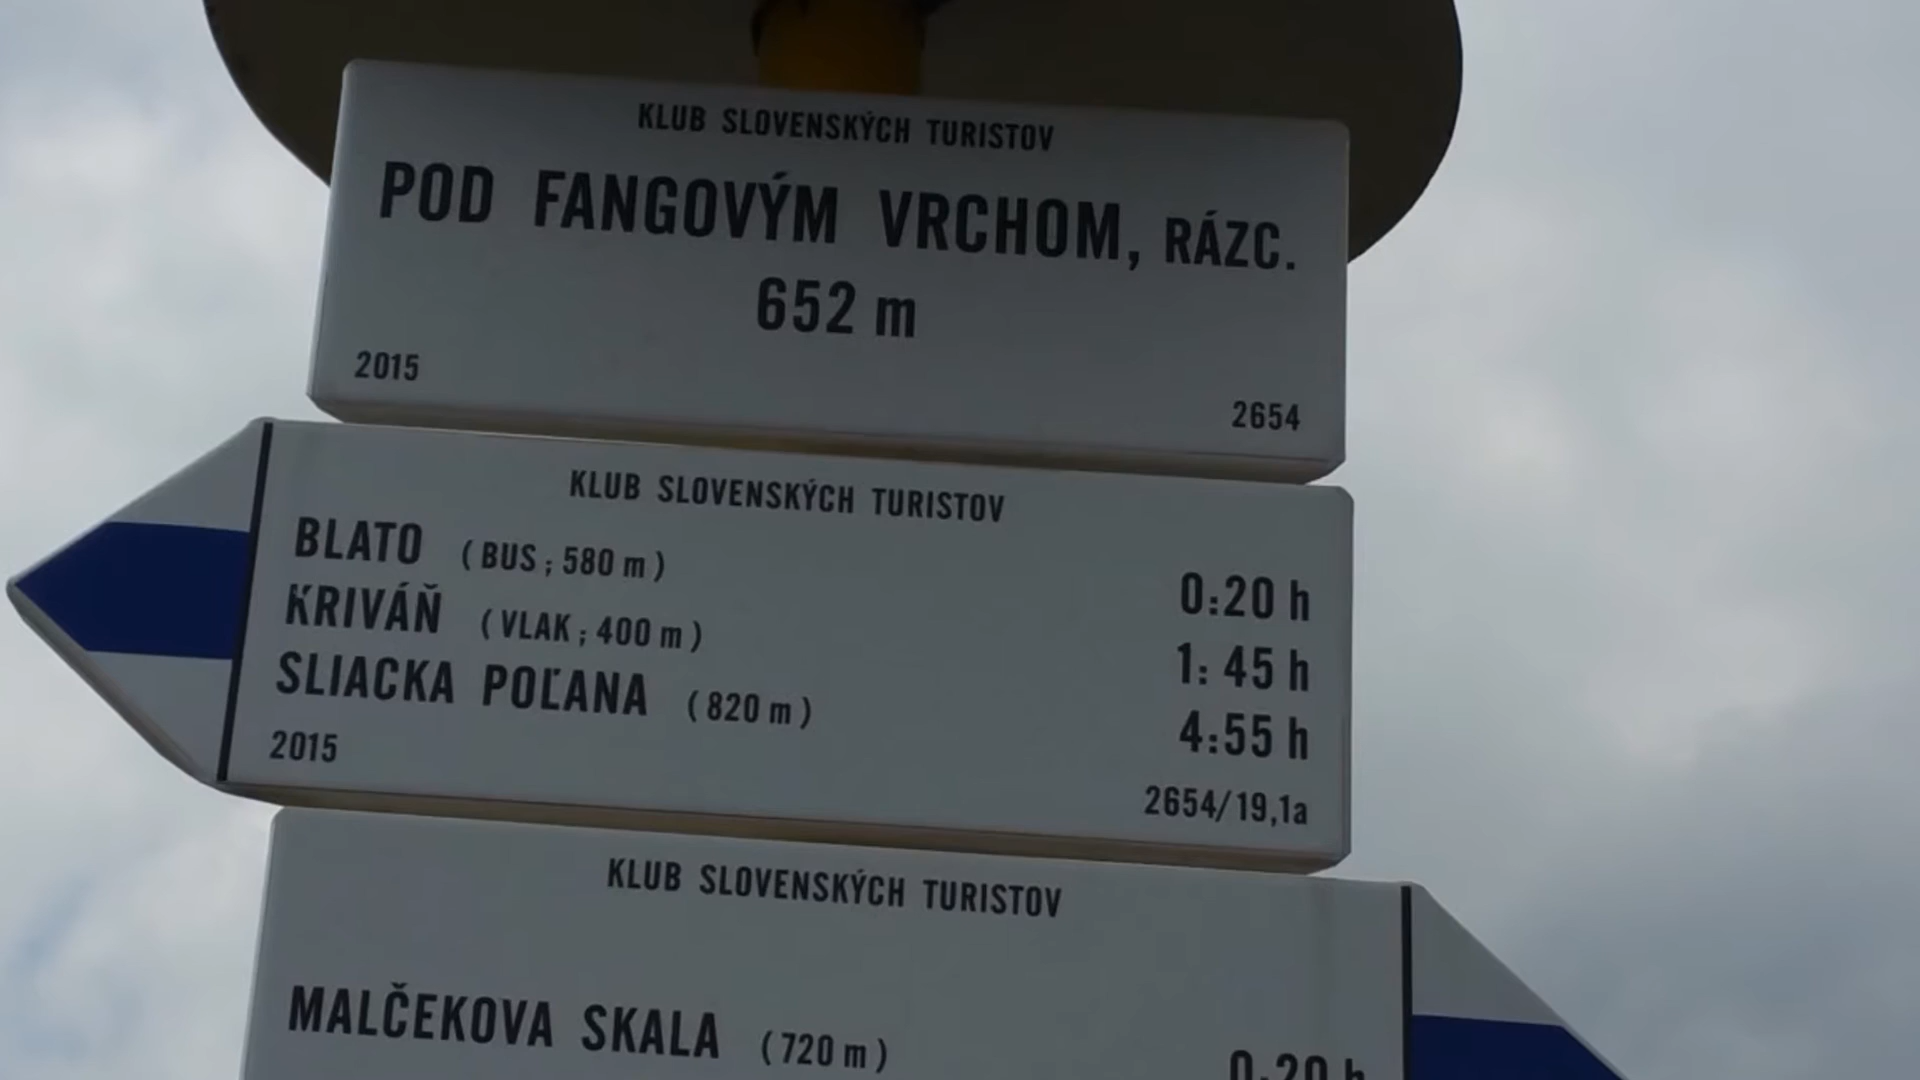 KLUB SLOVENSKÝCH TURISTOV
POD FANGOVÝM VRCHOM, RÁZC.
652 m
2015
2654
KLUB SLOVENSKÝCH TURISTOV
BLATO (BUS; 580 m) 0:20 h
KRIVÁŇ (VLAK; 400 m) 1:45 h
SLIACKA POĽANA (820 m) 4:55 h
2015
2654/19,1a
KLUB SLOVENSKÝCH TURISTOV
MALČEKOVA SKALA (720 m) 0:20 h